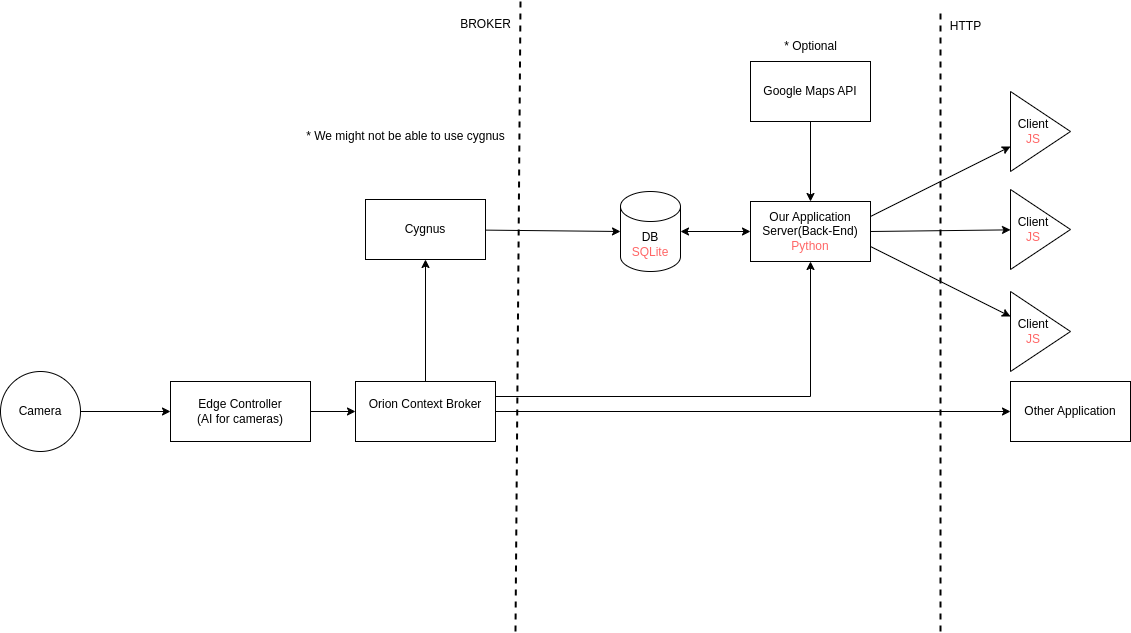 BROKER
HTTP
* Optional
Google Maps API
* We might not be able to use cygnus
Client
JS
Cygnus
DB
SQLite
Our Application
Server(Back-End)
Python
Client
JS
Client
JS
Camera
Edge Controller
(AI for cameras)
Orion Context Broker
Other Application